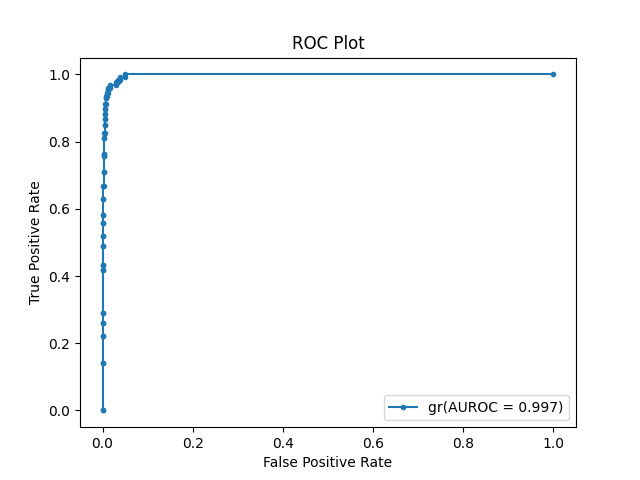 ROC Plot
True Positive Rate
1.0
0.8
0.6
0.4
0.2
0.0
gr(AUROC = 0.997)
0.0 0.2 0.4 0.6 0.8 1.0
False Positive Rate